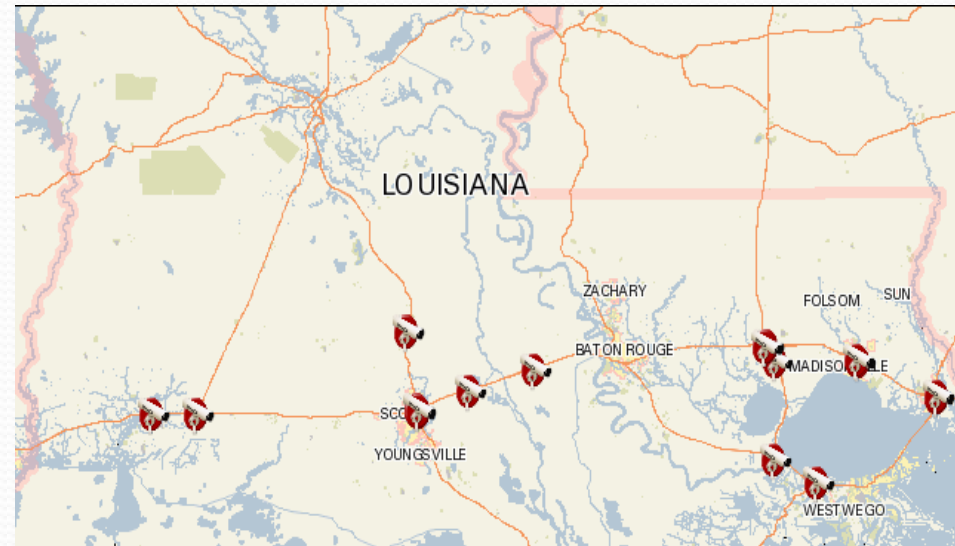 LOUISIANA
ZACHARY
FOLSOM
SUN
BATON ROUGE
YOUNGSVILLE
WESTWEGO